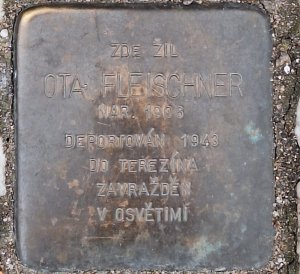 ZDE ŽIL
OTA FLEISCHNER
NAR. 1903
DEPORTOVÁN 1943
DO TEREZÍNA
ZAVRAŽDĚN
V OSVĚTIMI